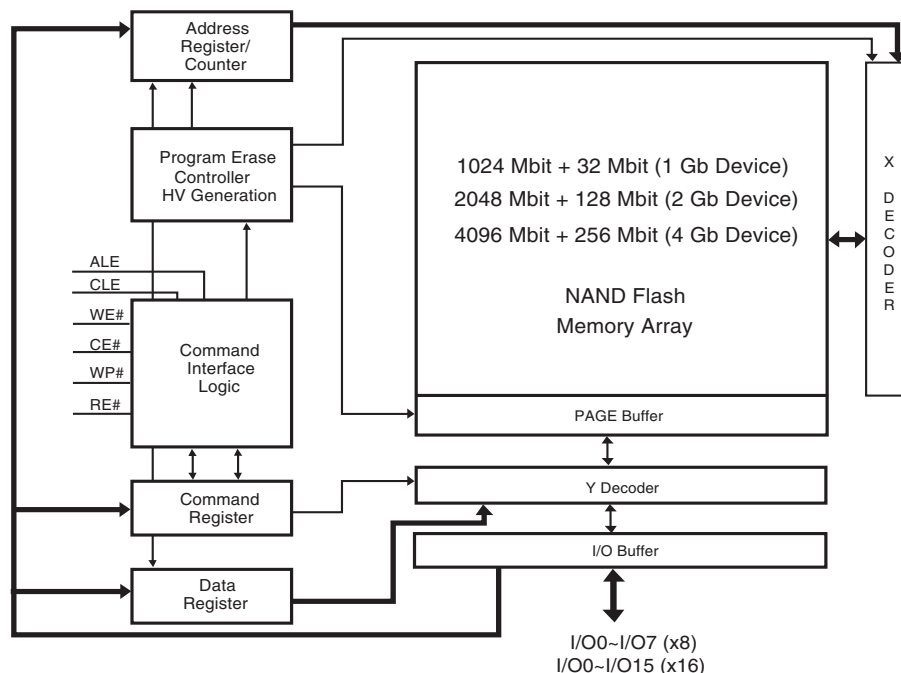 Address
Register/
Counter
Program Erase
Controller
HV Generation
ALE
CLE
WE#
CE#
WP#
RE#
Command
Interface
Logic
Command
Register
Data
Register
1024 Mbit + 32 Mbit (1 Gb Device)
2048 Mbit + 128 Mbit (2 Gb Device)
4096 Mbit + 256 Mbit (4 Gb Device)
NAND Flash
Memory Array
PAGE Buffer
Y Decoder
I/O Buffer
I/O0~I/O7 (x8)
I/O0~I/O15 (x16)
X
D
E
C
O
D
E
R